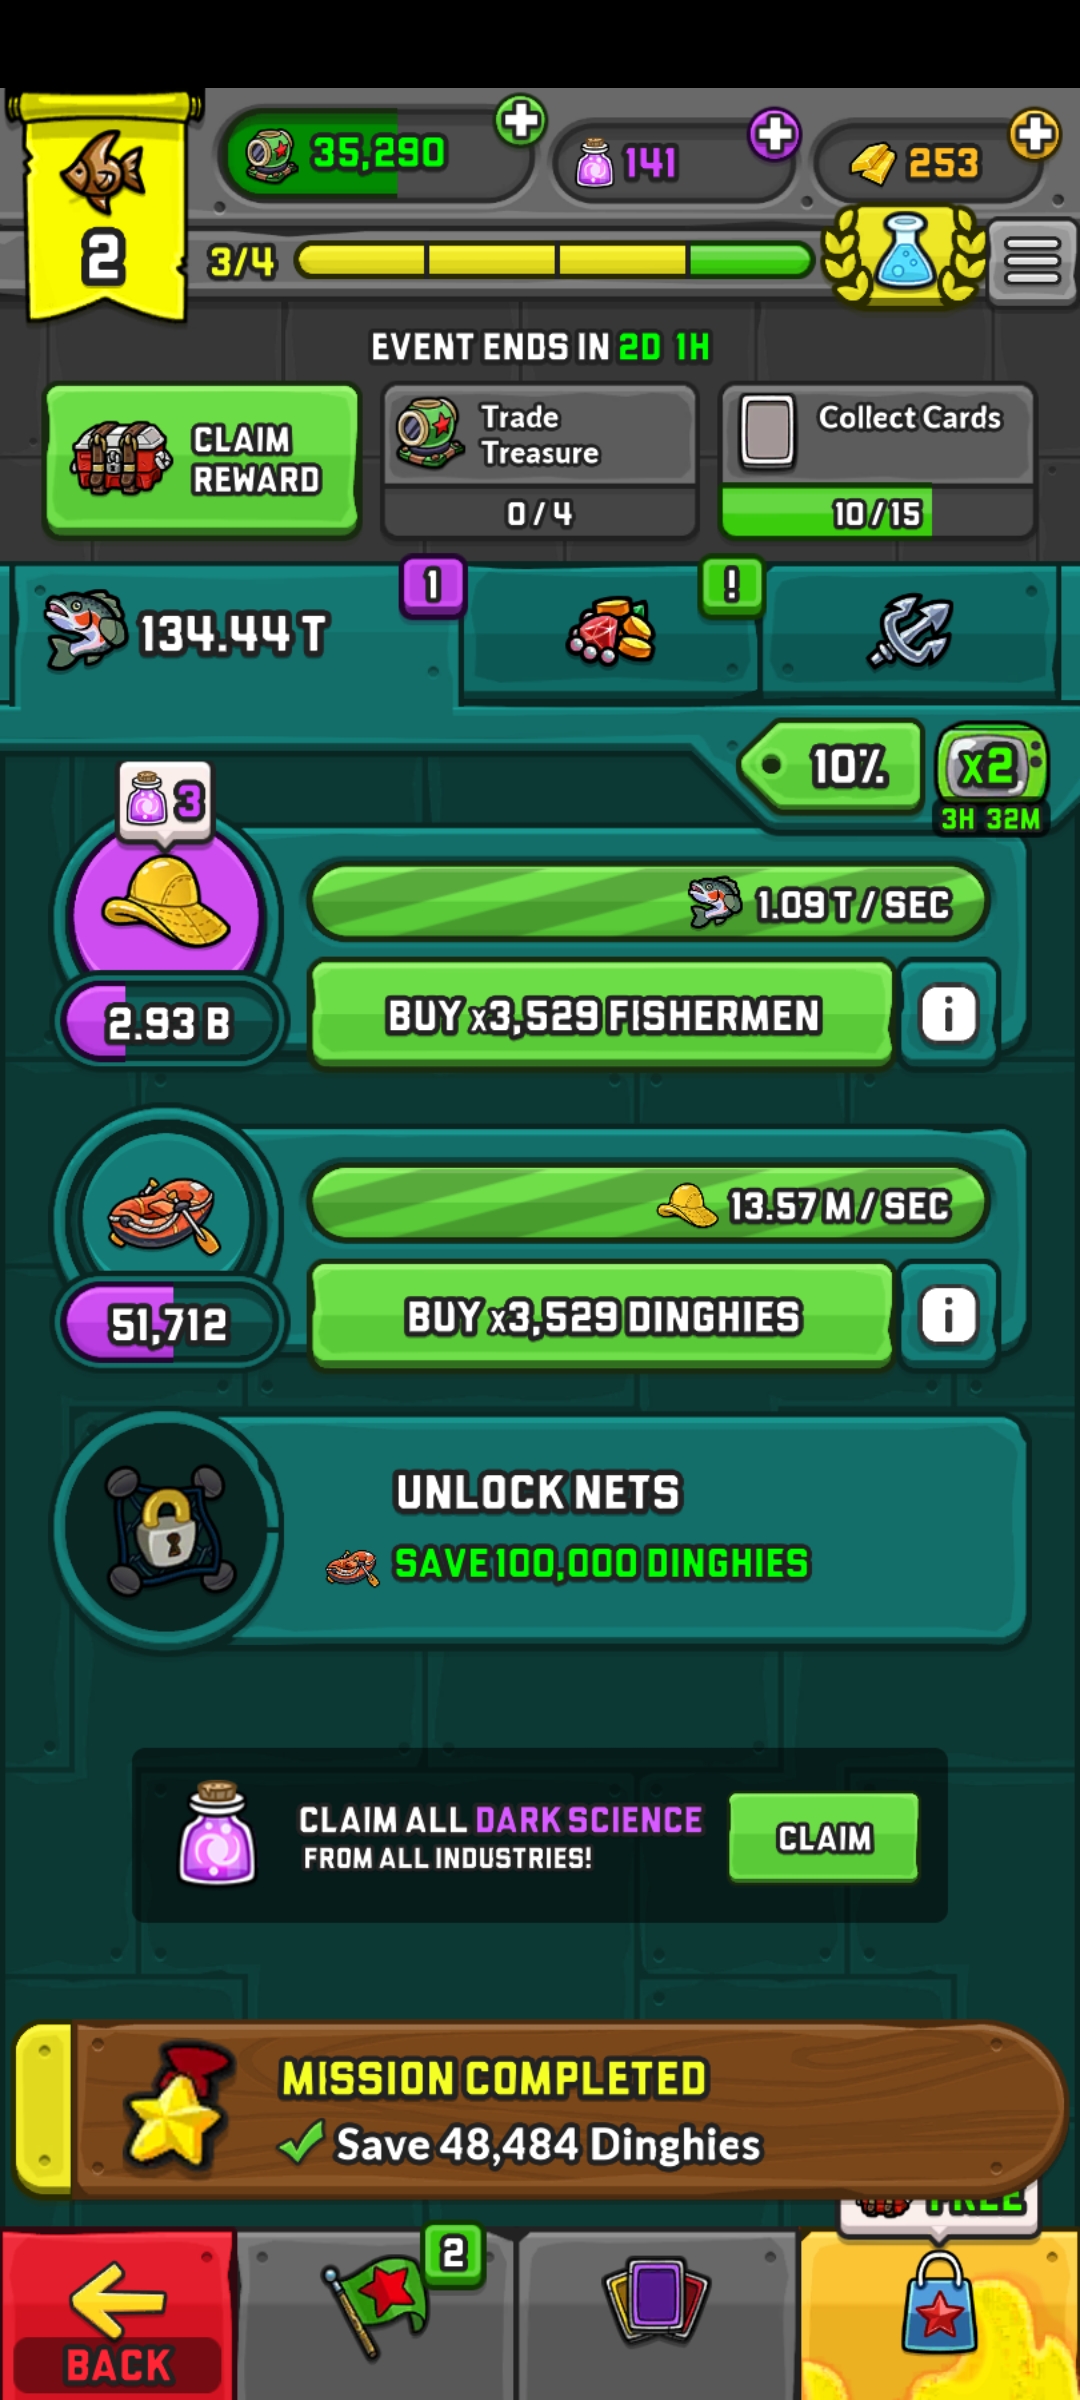 35,290
141
253
2
3/4
EVENT ENDS IN 2D 1H
CLAIM
REWARD
Trade
Treasure
0/4
Collect Cards
10/15
134.44 T
1
!
10%
x2
3H 32M
3
1.09 T / SEC
2.93 B
BUY x3,529 FISHERMEN
i
13.57 M / SEC
51,712
BUY x3,529 DINGHIES
i
UNLOCK NETS
SAVE 100,000 DINGHIES
CLAIM ALL DARK SCIENCE
FROM ALL INDUSTRIES!
CLAIM
MISSION COMPLETED
Save 48,484 Dinghies
FREE
BACK
2